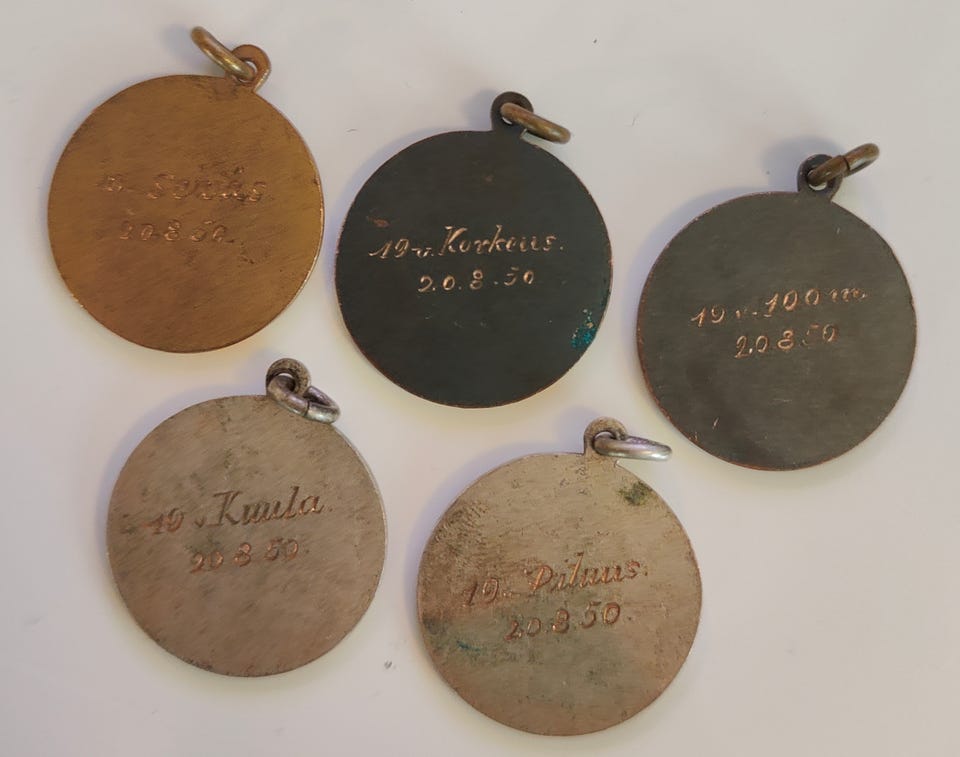 Seiväs
20.8.50.
19 v. Korkeus.
20.8.50
19 v. 100 m.
20 8 50
19 v Kuula.
20 8 50.
19 v. Pituus.
20.8.50.